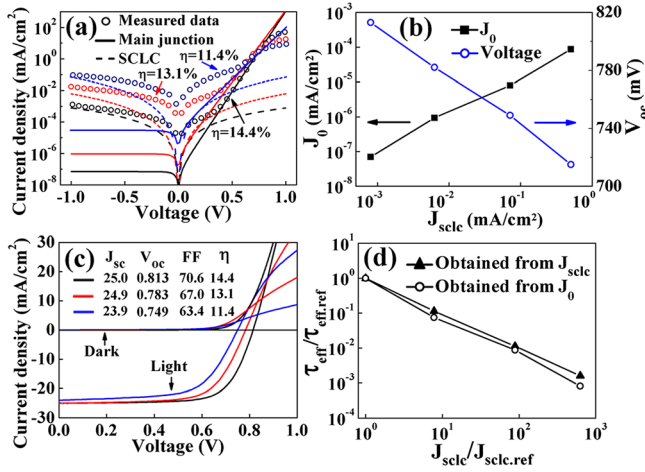 (a)
Measured data
Main junction
SCLC
η=11.4%
η=13.1%
η=14.4%
Current density (mA/cm²)
10² 10⁰ 10⁻² 10⁻⁴ 10⁻⁶ 10⁻⁸
-1.0 -0.5 0.0 0.5 1.0
Voltage (V)
(b)
J₀
Voltage
J₀ (mA/cm²)
10⁻³ 10⁻⁴ 10⁻⁵ 10⁻⁶ 10⁻⁷ 10⁻⁸
820 780 740 700
V_oc (mV)
10⁻³ 10⁻² 10⁻¹ 10⁰
J_sclc (mA/cm²)
(c)
J_sc V_oc FF η
25.0 0.813 70.6 14.4
24.9 0.783 67.0 13.1
23.9 0.749 63.4 11.4
Dark
Light
Current density (mA/cm²)
30 20 10 0 -10 -20 -30
0.0 0.2 0.4 0.6 0.8 1.0
Voltage (V)
(d)
Obtained from J_sclc
Obtained from J₀
τ_eff/τ_eff.ref
10¹ 10⁰ 10⁻¹ 10⁻² 10⁻³ 10⁻⁴
10⁰ 10¹ 10² 10³
J_sclc/J_sclc.ref